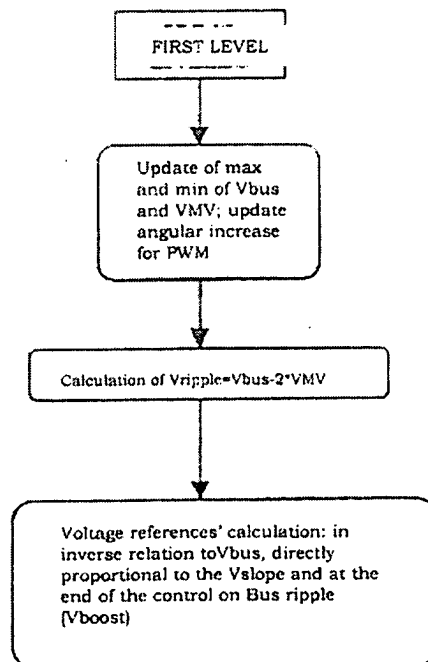 FIRST LEVEL
Update of max
and min of Vbus
and VMV; update
angular increase
for PWM
Calculation of Vripple=Vbus-2*VMV
Voltage references' calculation: in
inverse relation toVbus, directly
proportional to the Vslope and at the
end of the control on Bus ripple
(Vboost)